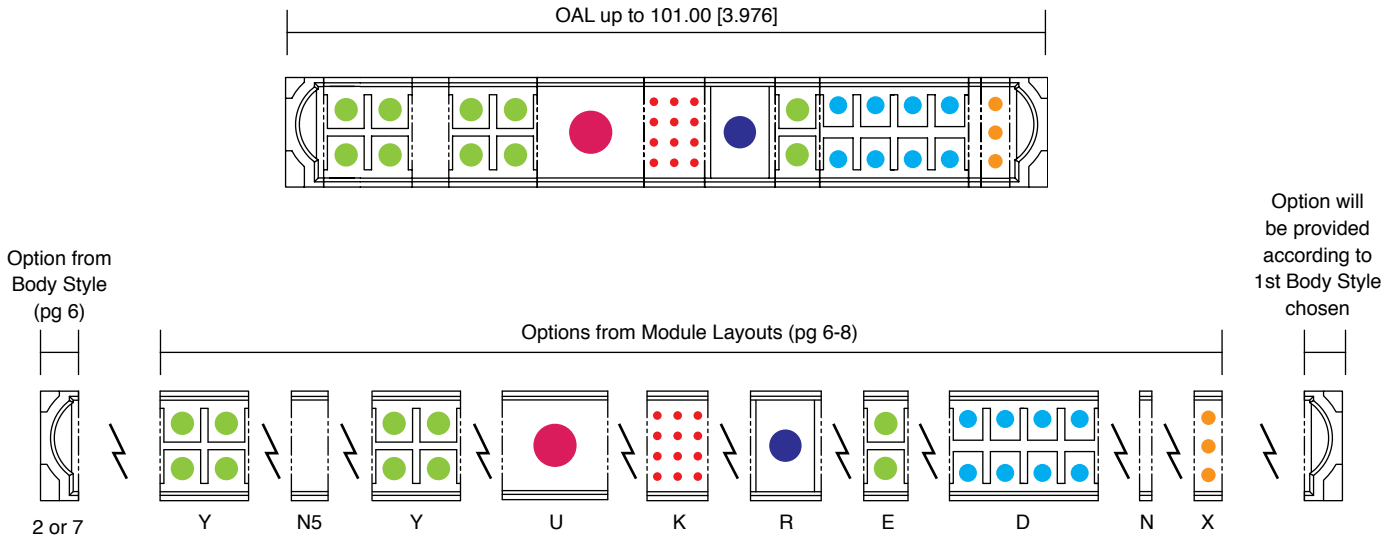 OAL up to 101.00 [3.976]
Option from
Body Style
(pg 6)
Options from Module Layouts (pg 6-8)
Option will
be provided
according to
1st Body Style
chosen
2 or 7
Y
N5
Y
U
K
R
E
D
N
X